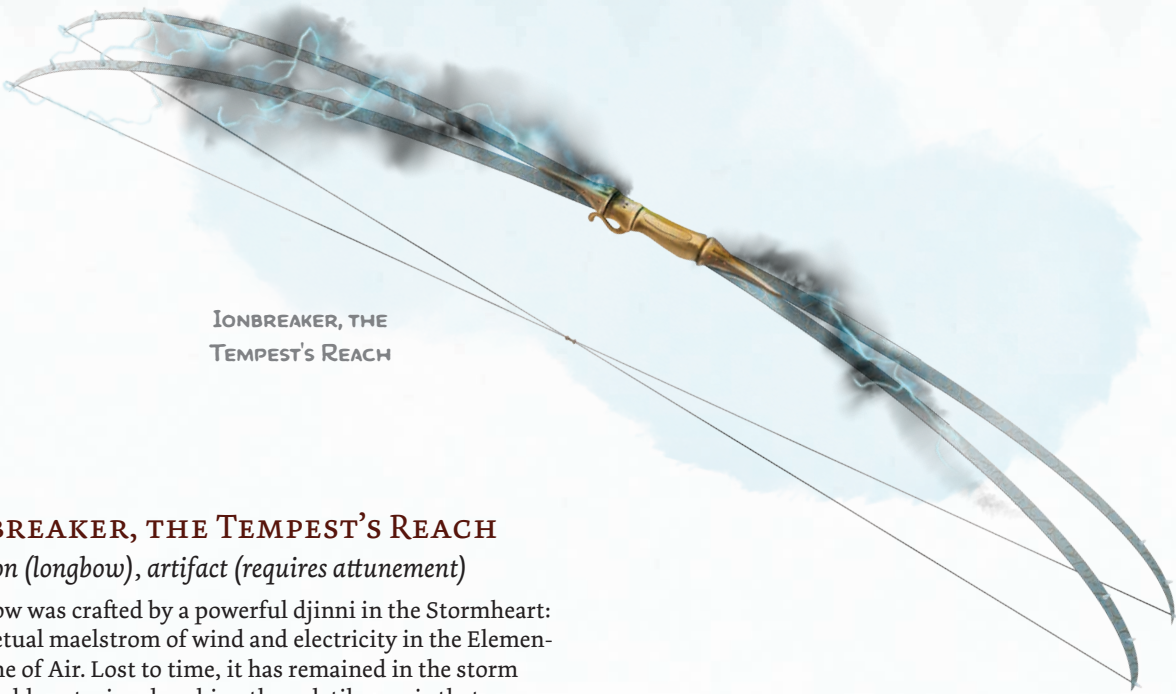 Ionbreaker, the
Tempest's Reach
breaker, the Tempest's Reach
on (longbow), artifact (requires attunement)
ow was crafted by a powerful djinni in the Stormheart:
etual maelstrom of wind and electricity in the Elemen-
ne of Air. Lost to time, it has remained in the storm